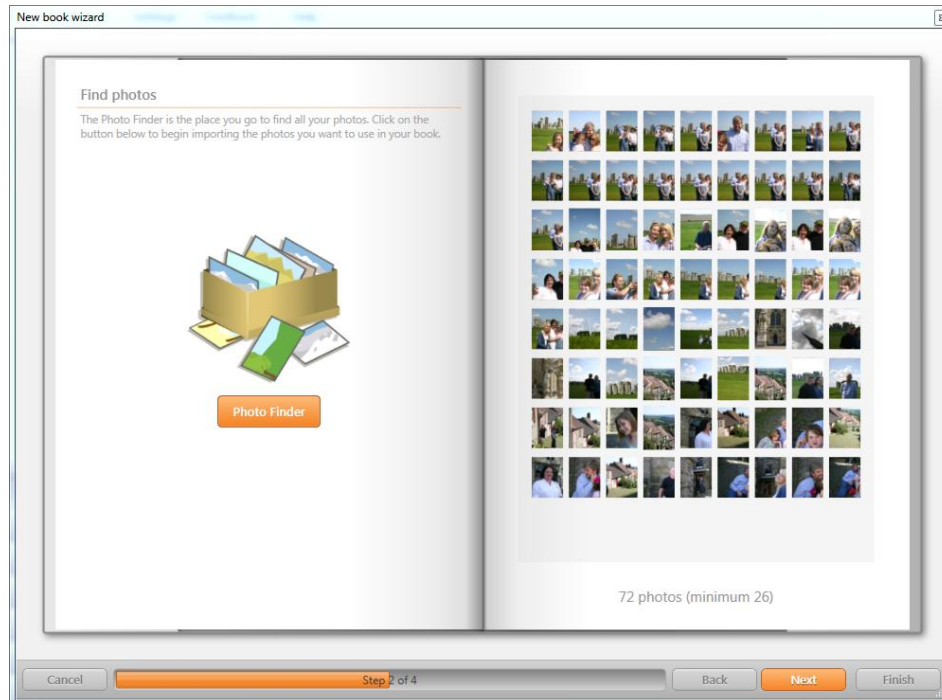 New book wizard
Find photos
The Photo Finder is the place you go to find all your photos. Click on the
button below to begin importing the photos you want to use in your book.
Photo Finder
72 photos (minimum 26)
Cancel
Step 2 of 4
Back
Next
Finish